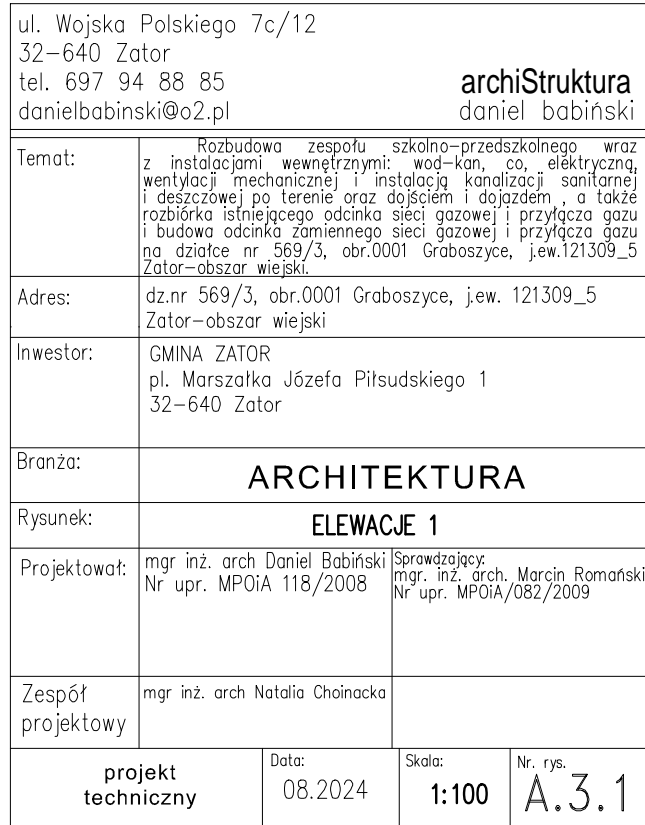 ul. Wojska Polskiego 7c/12
32-640 Zator
tel. 697 94 88 85
danielbabinski@o2.pl
archiStruktura
daniel babiński
Temat:
Rozbudowa zespołu szkolno-przedszkolnego wraz
z instalacjami wewnętrznymi: wod-kan, co, elektryczną,
wentylacji mechanicznej i instalacją kanalizacji sanitarnej
i deszczowej po terenie oraz dojściem i dojazdem , a także
rozbiórka istniejącego odcinka sieci gazowej i przyłącza gazu
i budowa odcinka zamiennego sieci gazowej i przyłącza gazu
na działce nr 569/3, obr.0001 Graboszyce, j.ew.121309_5
Zator-obszar wiejski.
Adres:
dz.nr 569/3, obr.0001 Graboszyce, j.ew. 121309_5
Zator-obszar wiejski
Inwestor:
GMINA ZATOR
pl. Marszałka Józefa Piłsudskiego 1
32-640 Zator
Branża:
ARCHITEKTURA
Rysunek:
ELEWACJE 1
Projektował:
mgr inż. arch Daniel Babiński
Nr upr. MPOiA 118/2008
Sprawdzający:
mgr. inż. arch. Marcin Romański
Nr upr. MPOiA/082/2009
Zespół
projektowy
mgr inż. arch Natalia Choinacka
projekt
techniczny
Data:
08.2024
Skala:
1:100
Nr. rys.
A.3.1